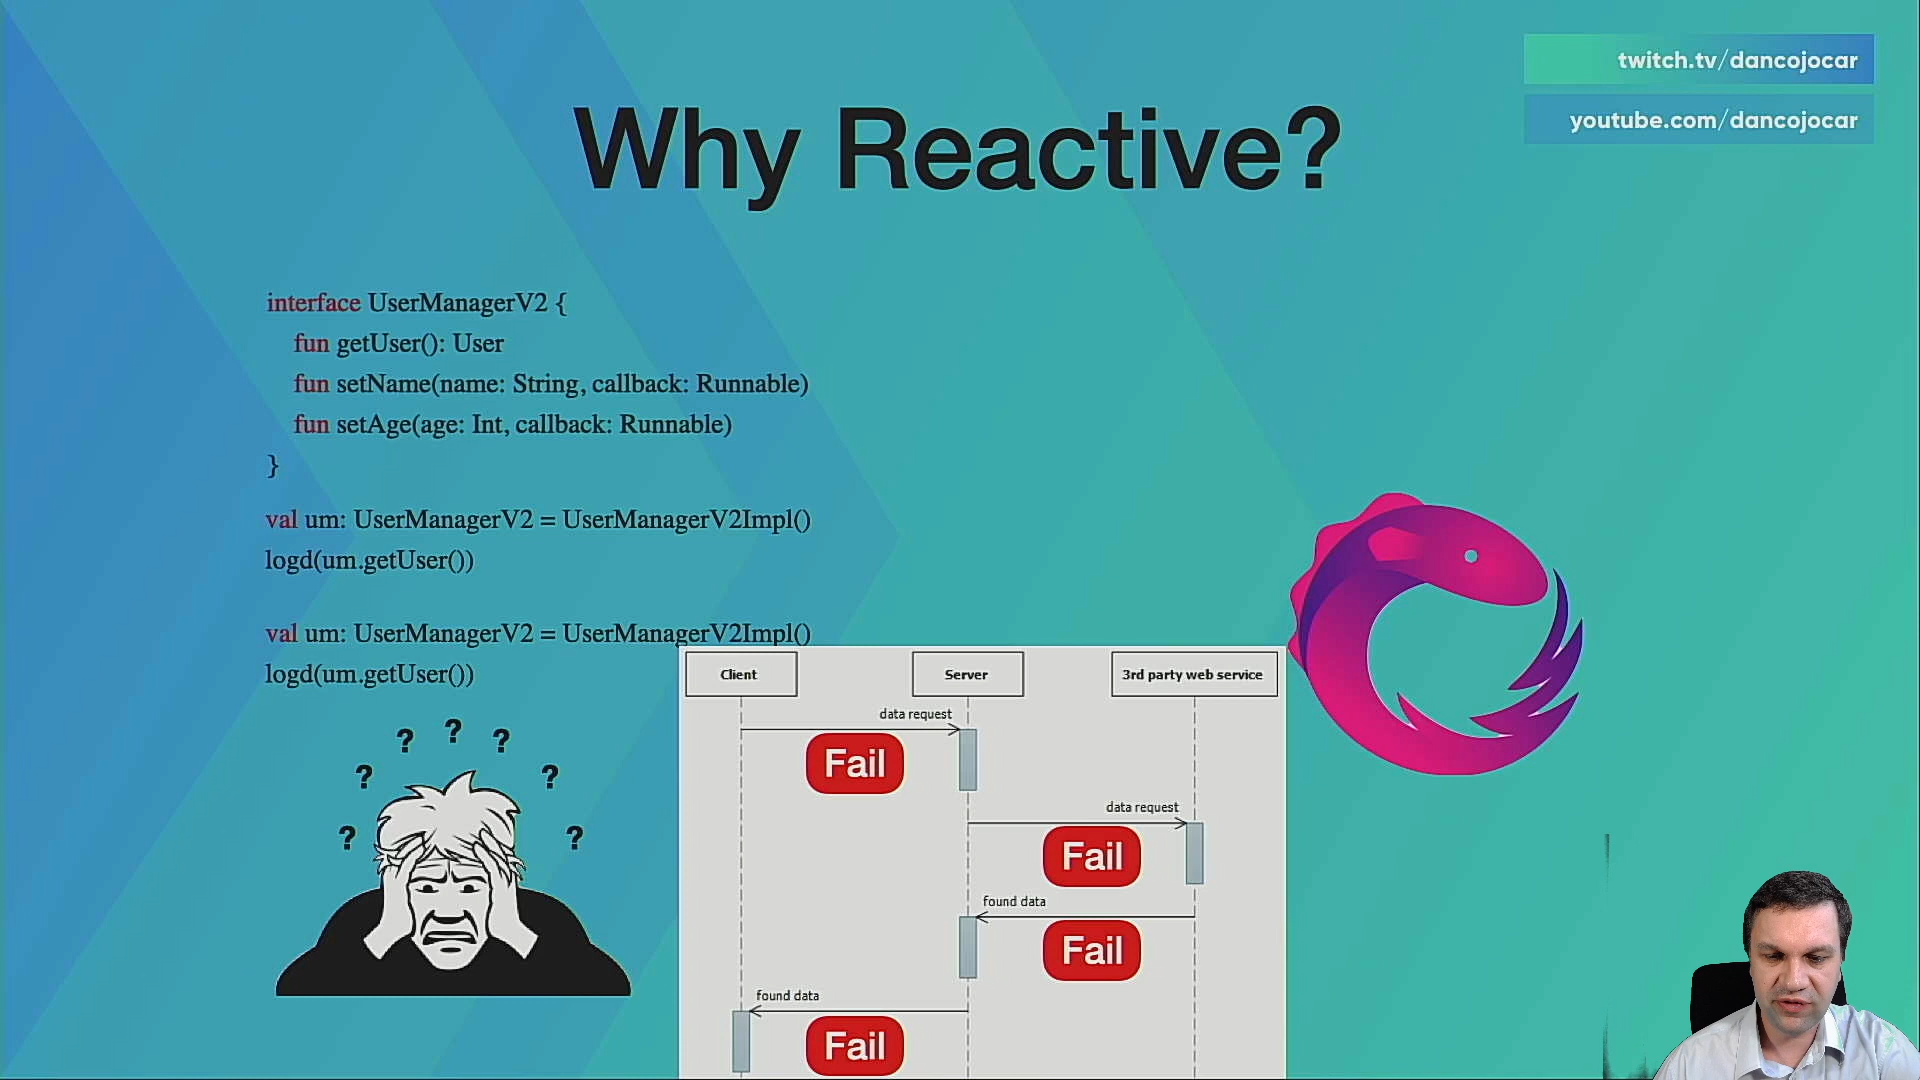 twitch.tv/dancojocar
youtube.com/dancojocar
Why Reactive?
interface UserManagerV2 {
fun getUser(): User
fun setName(name: String, callback: Runnable)
fun setAge(age: Int, callback: Runnable)
}
val um: UserManagerV2 = UserManagerV2Impl()
logd(um.getUser())
val um: UserManagerV2 = UserManagerV2Impl()
logd(um.getUser())
? ? ? ? ? ? ?
Client Server 3rd party web service
data request
Fail
data request
Fail
found data
Fail
found data
Fail